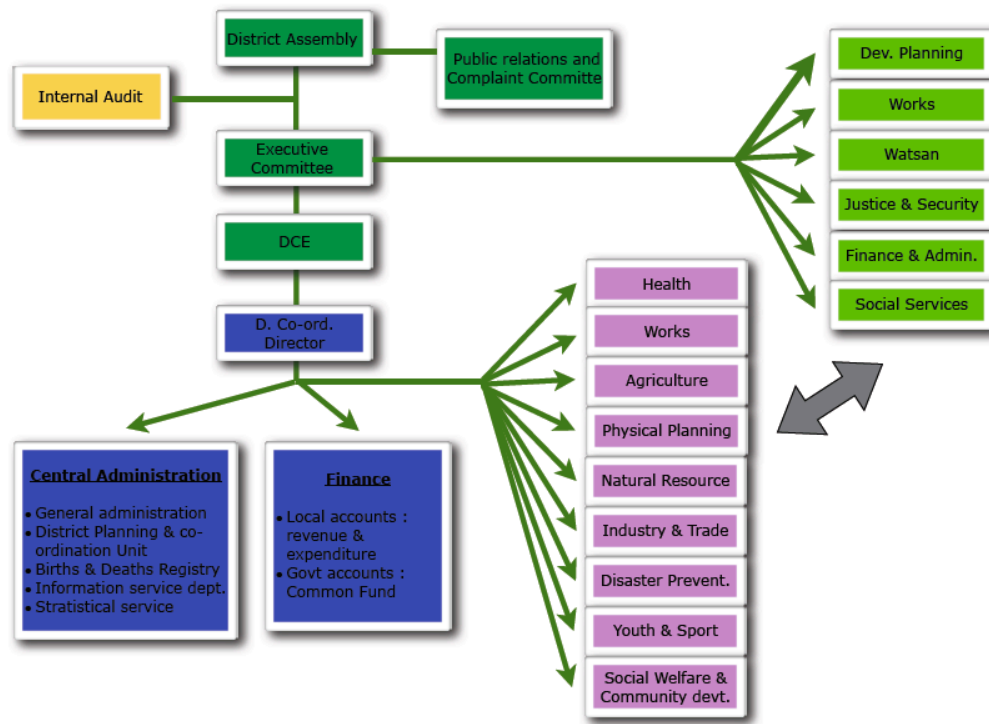 District Assembly
Public relations and
Complaint Committe
Internal Audit
Executive
Committee
DCE
D. Co-ord.
Director
Dev. Planning
Works
Watsan
Justice & Security
Finance & Admin.
Social Services
Health
Works
Agriculture
Physical Planning
Natural Resource
Industry & Trade
Disaster Prevent.
Youth & Sport
Social Welfare &
Community devt.
Central Administration
• General administration
• District Planning & co-
ordination Unit
• Births & Deaths Registry
• Information service dept.
• Stratistical service
Finance
• Local accounts :
revenue &
expenditure
• Govt accounts :
Common Fund